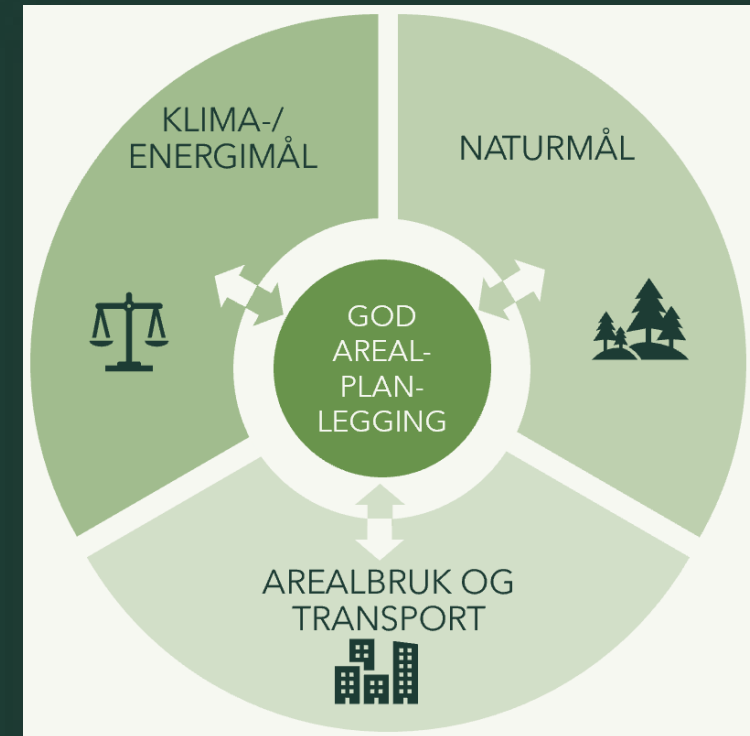 KLIMA-/
ENERGIMÅL
NATURMÅL
GOD
AREAL-
PLAN-
LEGGING
AREALBRUK OG
TRANSPORT